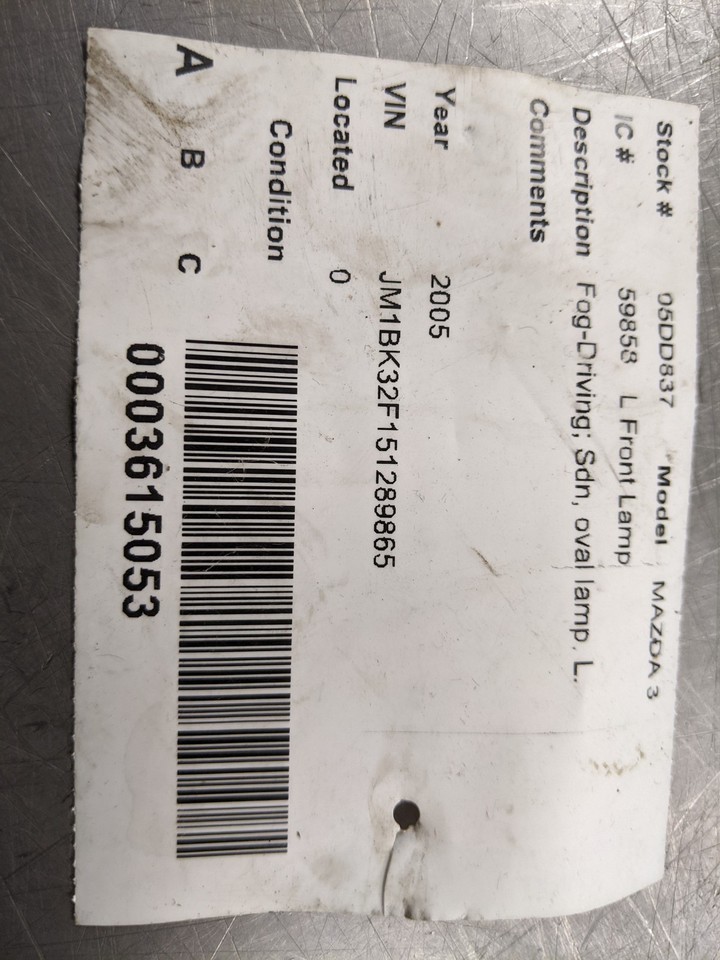 Stock # 05DD837 Model MAZDA 3
IC # 59858 L Front Lamp
Description Fog-Driving; Sdn, oval lamp. L.
Comments
Year 2005
VIN JM1BK32F151289865
Located 0
Condition
A B C
0003615053